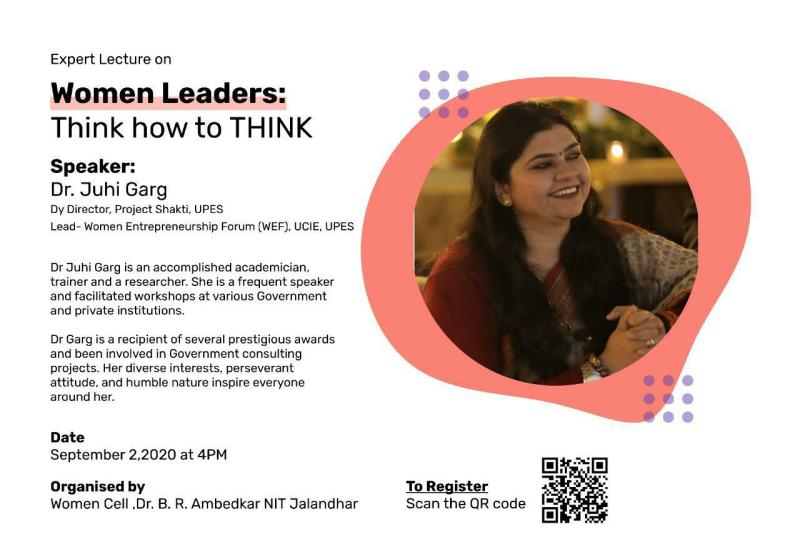 Expert Lecture on
Women Leaders:
Think how to THINK
Speaker:
Dr. Juhi Garg
Dy Director, Project Shakti, UPES
Lead- Women Entrepreneurship Forum (WEF), UCIE, UPES
Dr Juhi Garg is an accomplished academician,
trainer and a researcher. She is a frequent speaker
and facilitated workshops at various Government
and private institutions.
Dr Garg is a recipient of several prestigious awards
and been involved in Government consulting
projects. Her diverse interests, perseverant
attitude, and humble nature inspire everyone
around her.
Date
September 2,2020 at 4PM
Organised by
Women Cell ,Dr. B. R. Ambedkar NIT Jalandhar
To Register
Scan the QR code